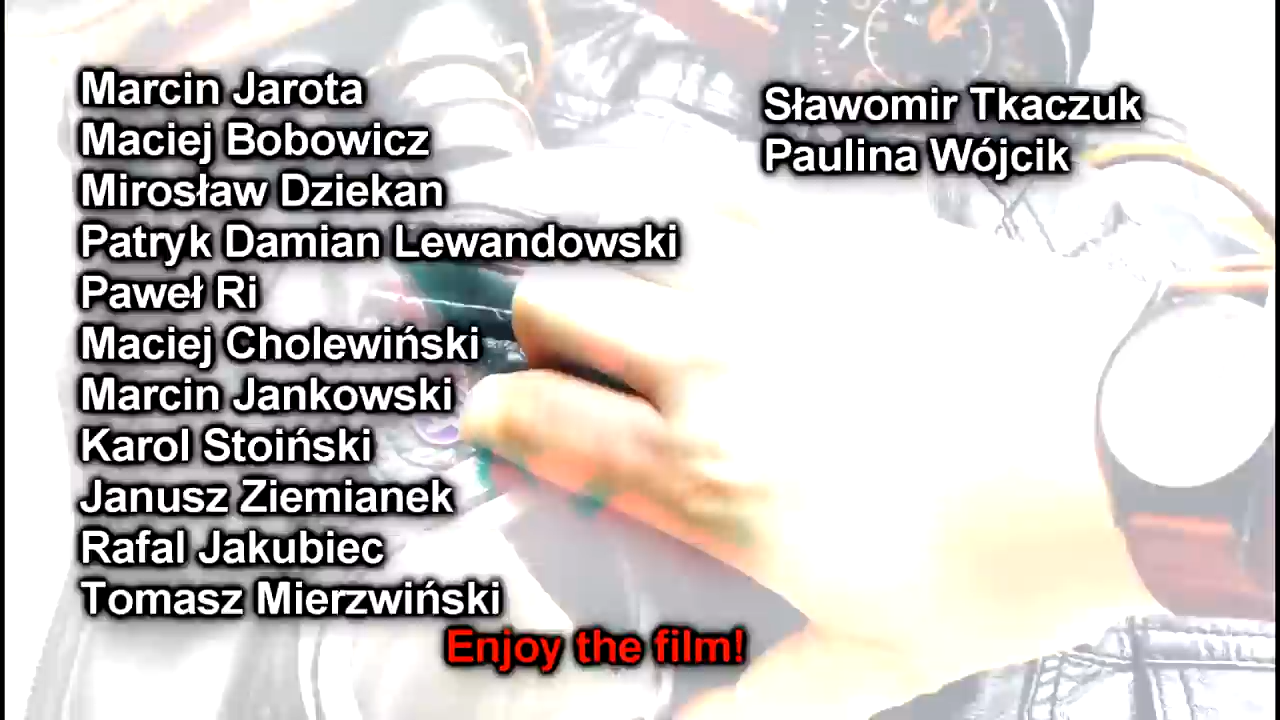 Marcin Jarota
Maciej Bobowicz
Mirosław Dziekan
Patryk Damian Lewandowski
Paweł Ri
Maciej Cholewiński
Marcin Jankowski
Karol Stoiński
Janusz Ziemianek
Rafal Jakubiec
Tomasz Mierzwiński
Sławomir Tkaczuk
Paulina Wójcik
Enjoy the film!